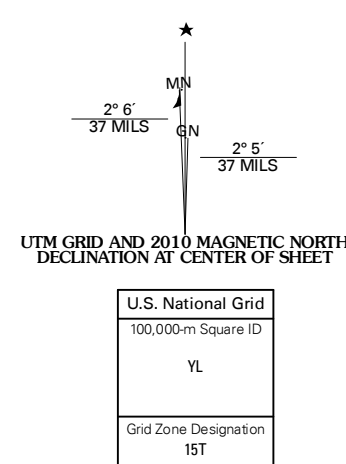 MN
2° 6´
37 MILS
GN
2° 5´
37 MILS
UTM GRID AND 2010 MAGNETIC NORTH
DECLINATION AT CENTER OF SHEET
U.S. National Grid
100,000-m Square ID
YL
Grid Zone Designation
15T